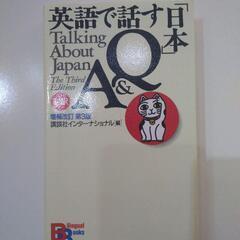 英語で話す「日本」
Q&A
Talking
About
Japan
The Third
Edition
増補改訂 第3版
講談社インターナショナル[編]
Bilingual
Books